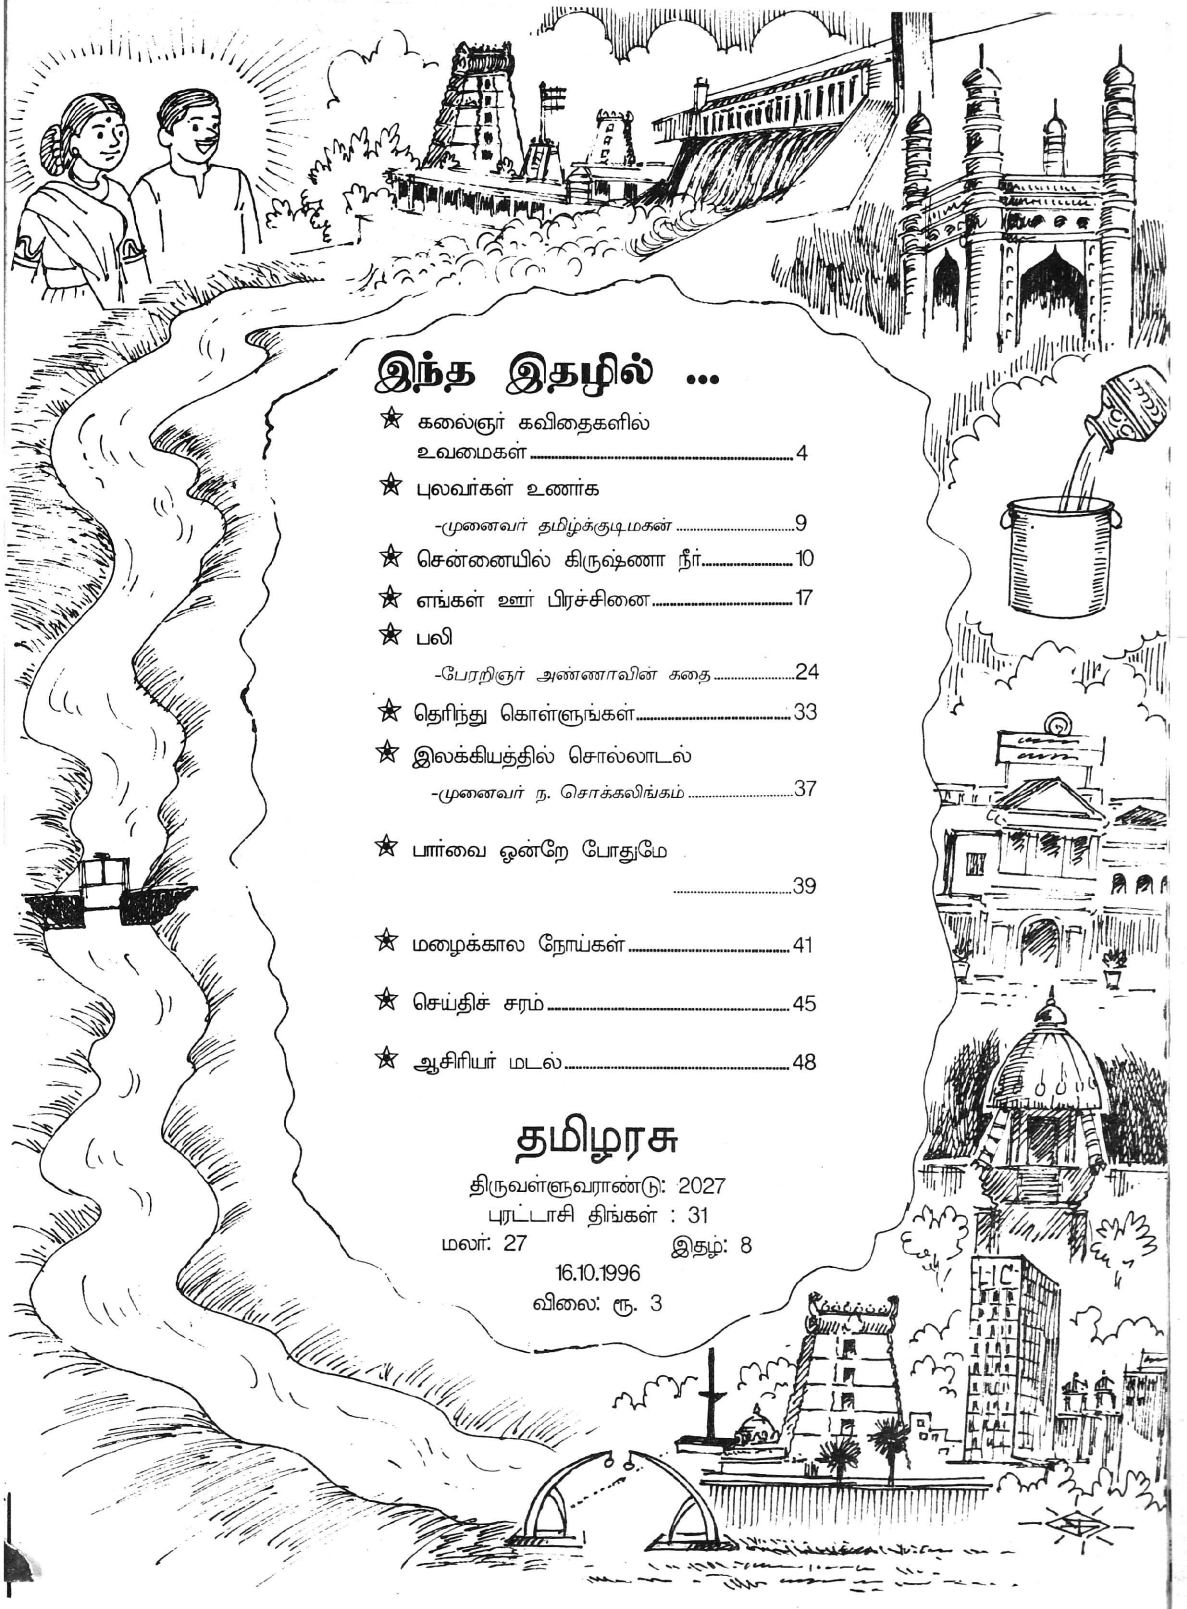 இந்த இதழில் ...
கலைஞர் கவிதைகளில்
உவமைகள் ........ 4
புலவர்கள் உணர்க
-முனைவர் தமிழ்க்குடிமகன் ........ 9
சென்னையில் கிருஷ்ணா நீர் ........ 10
எங்கள் ஊர் பிரச்சினை ........ 17
பலி
-பேரறிஞர் அண்ணாவின் கதை ........ 24
தெரிந்து கொள்ளுங்கள் ........ 33
இலக்கியத்தில் சொல்லாடல்
-முனைவர் ந. சொக்கலிங்கம் ........ 37
பார்வை ஒன்றே போதுமே
........ 39
மழைக்கால நோய்கள் ........ 41
செய்திச் சரம் ........ 45
ஆசிரியர் மடல் ........ 48
தமிழரசு
திருவள்ளுவராண்டு: 2027
புரட்டாசி திங்கள் : 31
மலர்: 27 இதழ்: 8
16.10.1996
விலை: ரூ. 3
LIC